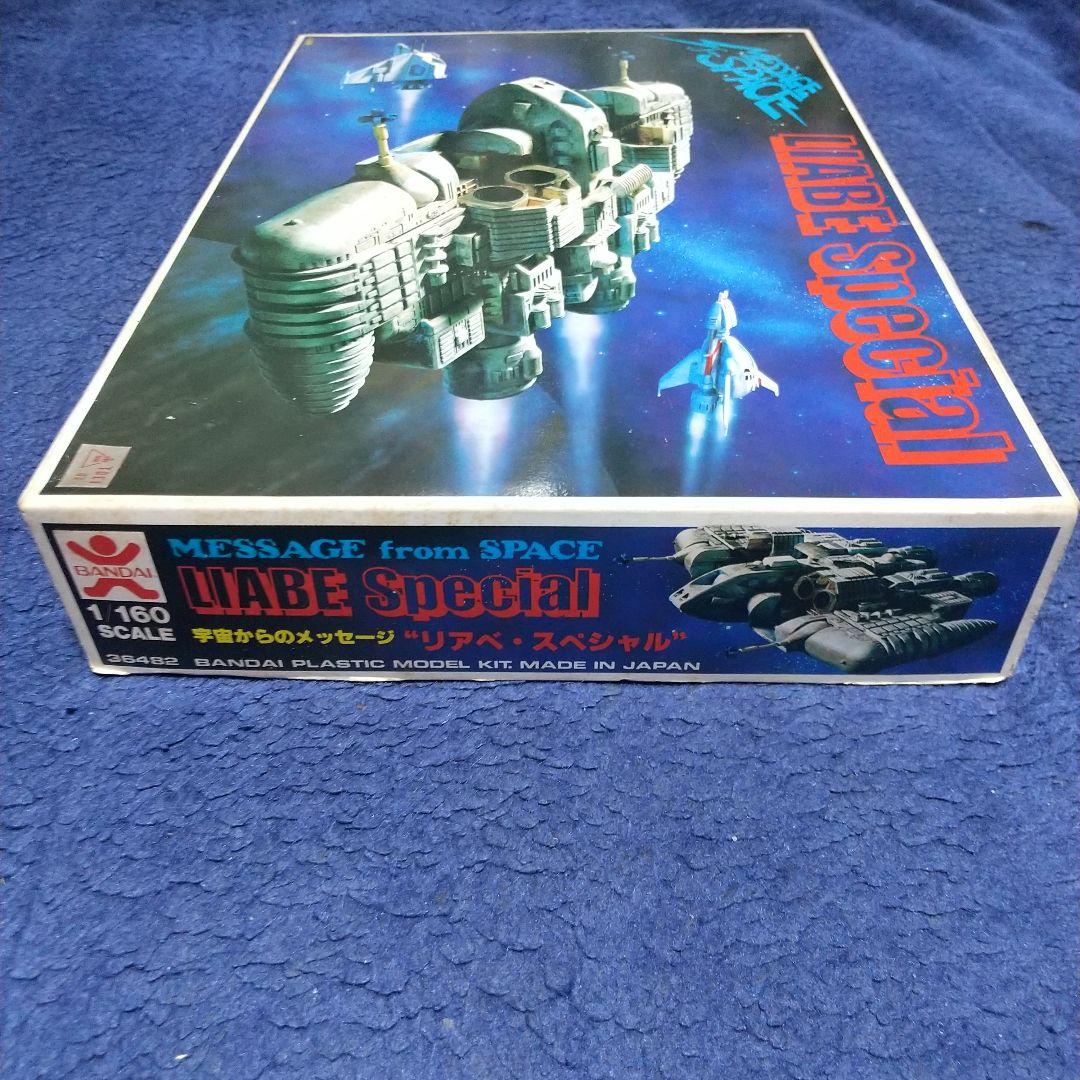 MESSAGE
from
SPACE
LIABE Special
BANDAI
MESSAGE from SPACE
LIABE Special
1/160
SCALE
宇宙からのメッセージ “リアベ・スペシャル”
36482 BANDAI PLASTIC MODEL KIT. MADE IN JAPAN